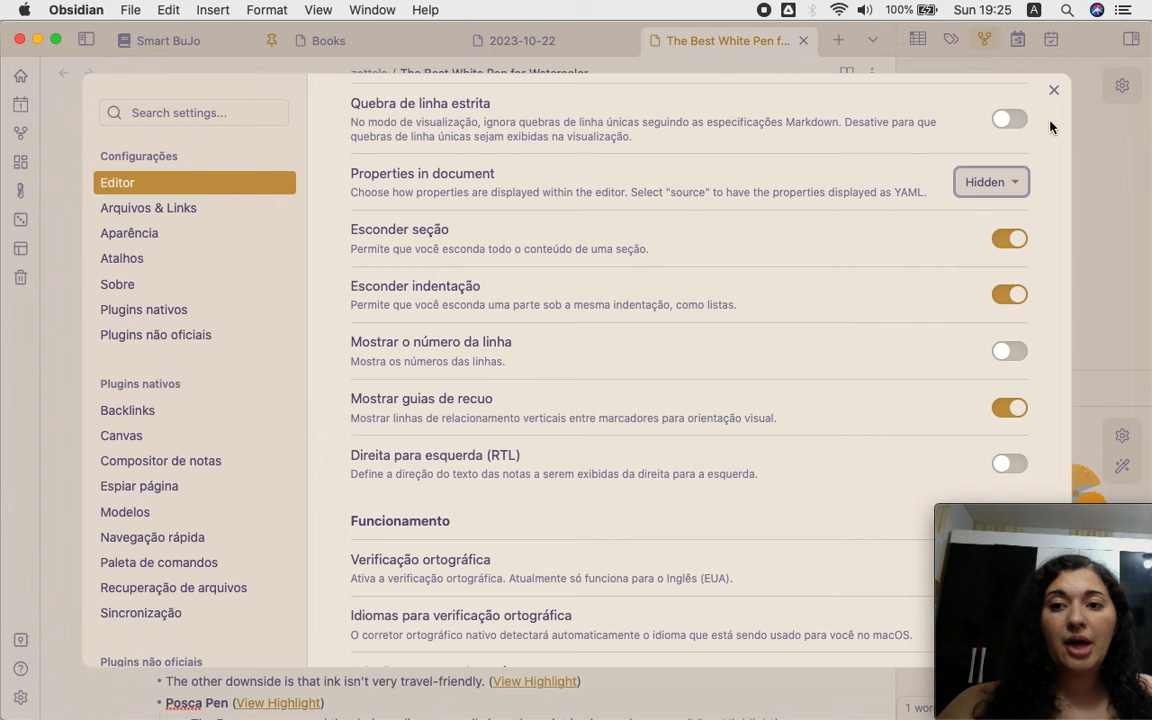 Obsidian File Edit Insert Format View Window Help 100% Sun 19:25 A
Smart BuJo Books 2023-10-22 The Best White Pen f...
The Best White Pen for Watercolor
Search settings...
Configurações
Editor
Arquivos & Links
Aparência
Atalhos
Sobre
Plugins nativos
Plugins não oficiais
Plugins nativos
Backlinks
Canvas
Compositor de notas
Espiar página
Modelos
Navegação rápida
Paleta de comandos
Recuperação de arquivos
Sincronização
Plugins não oficiais
Quebra de linha estrita
No modo de visualização, ignora quebras de linha únicas seguindo as especificações Markdown. Desative para que
quebras de linha únicas sejam exibidas na visualização.
Properties in document
Choose how properties are displayed within the editor. Select "source" to have the properties displayed as YAML.
Hidden
Esconder seção
Permite que você esconda todo o conteúdo de uma seção.
Esconder indentação
Permite que você esconda uma parte sob a mesma indentação, como listas.
Mostrar o número da linha
Mostra os números das linhas.
Mostrar guias de recuo
Mostrar linhas de relacionamento verticais entre marcadores para orientação visual.
Direita para esquerda (RTL)
Define a direção do texto das notas a serem exibidas da direita para a esquerda.
Funcionamento
Verificação ortográfica
Ativa a verificação ortográfica. Atualmente só funciona para o Inglês (EUA).
Idiomas para verificação ortográfica
O corretor ortográfico nativo detectará automaticamente o idioma que está sendo usado para você no macOS.
• The other downside is that ink isn't very travel-friendly. (View Highlight)
• Posca Pen (View Highlight)
1 wor